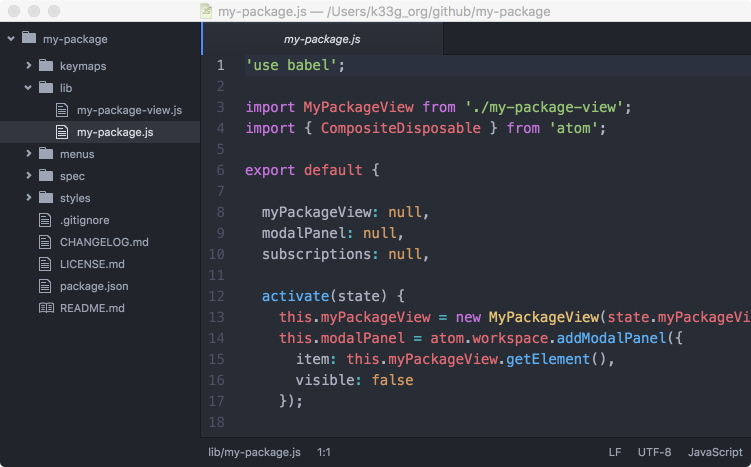 my-package.js — /Users/k33g_org/github/my-package
my-package
keymaps
lib
my-package-view.js
my-package.js
menus
spec
styles
.gitignore
CHANGELOG.md
LICENSE.md
package.json
README.md
my-package.js
1 'use babel';
2
3 import MyPackageView from './my-package-view';
4 import { CompositeDisposable } from 'atom';
5
6 export default {
7
8 myPackageView: null,
9 modalPanel: null,
10 subscriptions: null,
11
12 activate(state) {
13 this.myPackageView = new MyPackageView(state.myPackageVi
14 this.modalPanel = atom.workspace.addModalPanel({
15 item: this.myPackageView.getElement(),
16 visible: false
17 });
18
lib/my-package.js 1:1 LF UTF-8 JavaScript